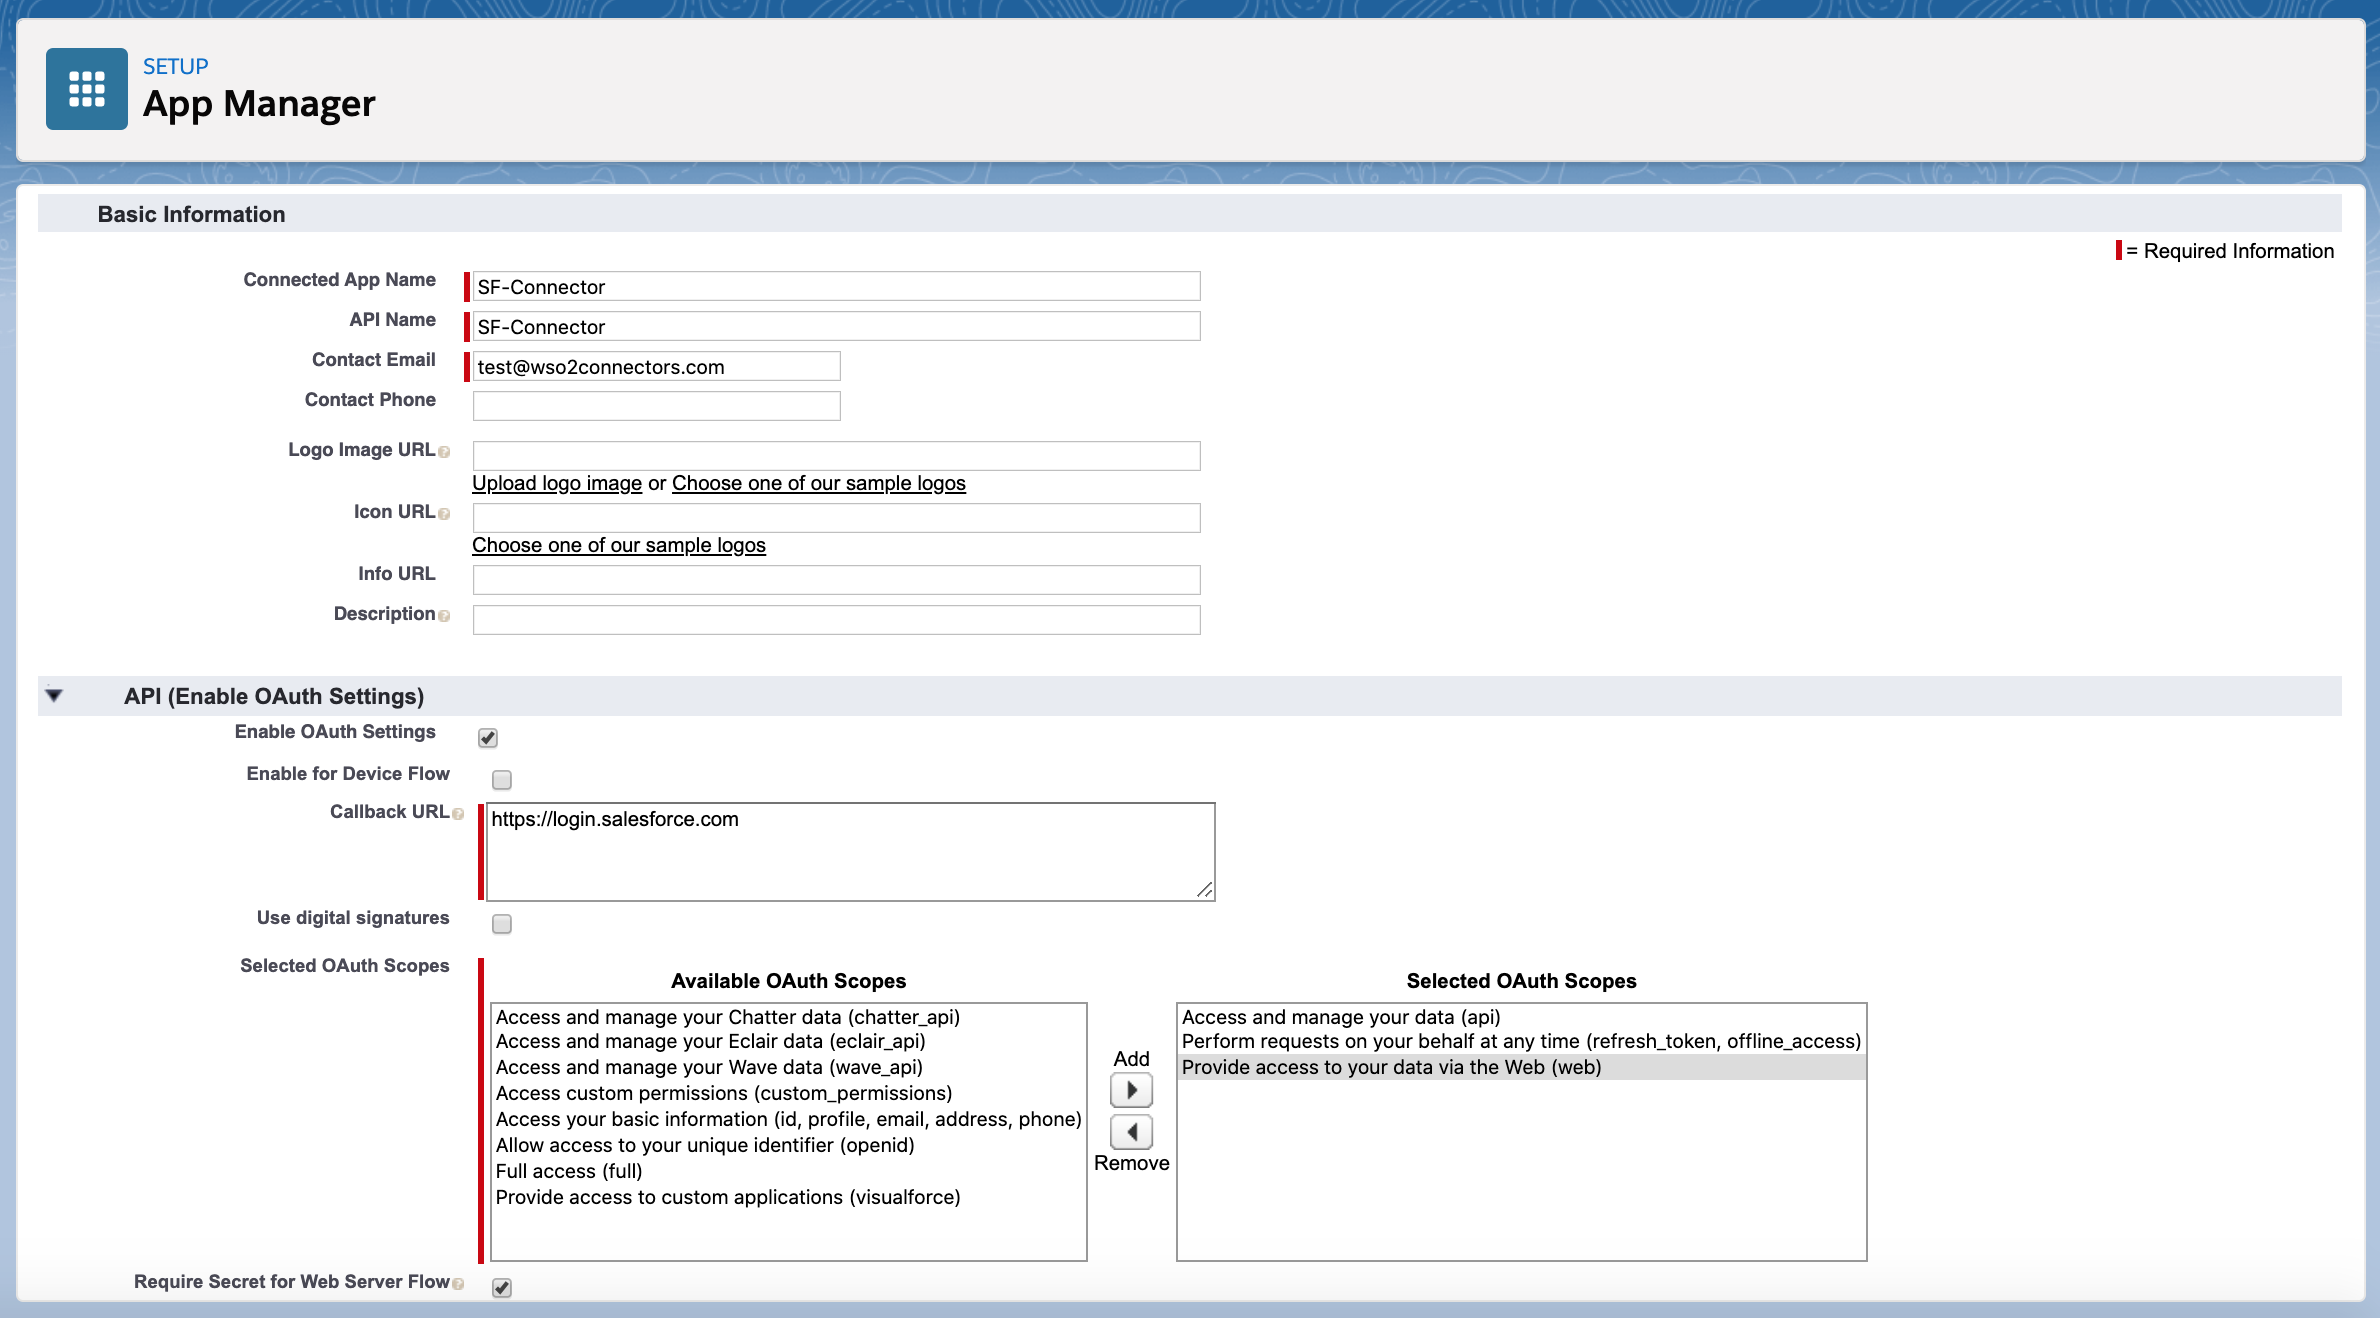 SETUP
App Manager
Basic Information
= Required Information
Connected App Name
SF-Connector
API Name
SF-Connector
Contact Email
test@wso2connectors.com
Contact Phone
Logo Image URL
Upload logo image or Choose one of our sample logos
Icon URL
Choose one of our sample logos
Info URL
Description
API (Enable OAuth Settings)
Enable OAuth Settings
Enable for Device Flow
Callback URL
https://login.salesforce.com
Use digital signatures
Selected OAuth Scopes
Available OAuth Scopes
Access and manage your Chatter data (chatter_api)
Access and manage your Eclair data (eclair_api)
Access and manage your Wave data (wave_api)
Access custom permissions (custom_permissions)
Access your basic information (id, profile, email, address, phone)
Allow access to your unique identifier (openid)
Full access (full)
Provide access to custom applications (visualforce)
Add
Remove
Selected OAuth Scopes
Access and manage your data (api)
Perform requests on your behalf at any time (refresh_token, offline_access)
Provide access to your data via the Web (web)
Require Secret for Web Server Flow